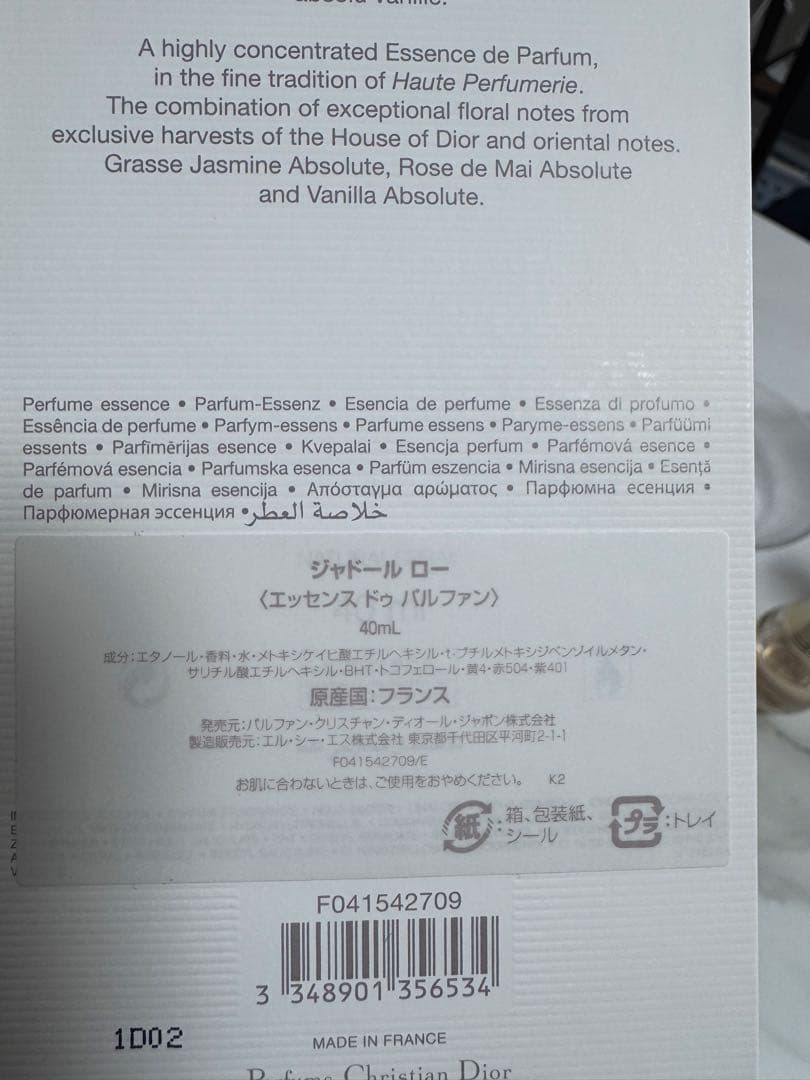 A highly concentrated Essence de Parfum,
in the fine tradition of Haute Perfumerie.
The combination of exceptional floral notes from
exclusive harvests of the House of Dior and oriental notes.
Grasse Jasmine Absolute, Rose de Mai Absolute
and Vanilla Absolute.
Perfume essence • Parfum-Essenz • Esencia de perfume • Essenza di profumo •
Essência de perfume • Parfym-essens • Parfume essens • Paryme-essens • Parfüümi
essents • Parfimērijas esence • Kvepalai • Esencja perfum • Parfémová esence •
Parfémová esencia • Parfumska esenca • Parfüm eszencia • Mirisna esencija • Esență
de parfum • Mirisna esencija • Απόσταγμα αρώματος • Парфюмна есенция •
Парфюмерная эссенция • خلاصة العطر
ジャドール ロー
〈エッセンス ドゥ パルファン〉
40mL
成分:エタノール・香料・水・メトキシケイヒ酸エチルヘキシル・t-ブチルメトキシジベンゾイルメタン・
サリチル酸エチルヘキシル・BHT・トコフェロール・黄4・赤504・紫401
原産国:フランス
発売元:パルファン・クリスチャン・ディオール・ジャポン株式会社
製造販売元:エル・シー・エス株式会社 東京都千代田区平河町2-1-1
F041542709/E
お肌に合わないときは、ご使用をおやめください。 K2
紙:箱、包装紙、
シール
プラ:トレイ
F041542709
3 348901 356534
1D02
MADE IN FRANCE
Parfums Christian Dior